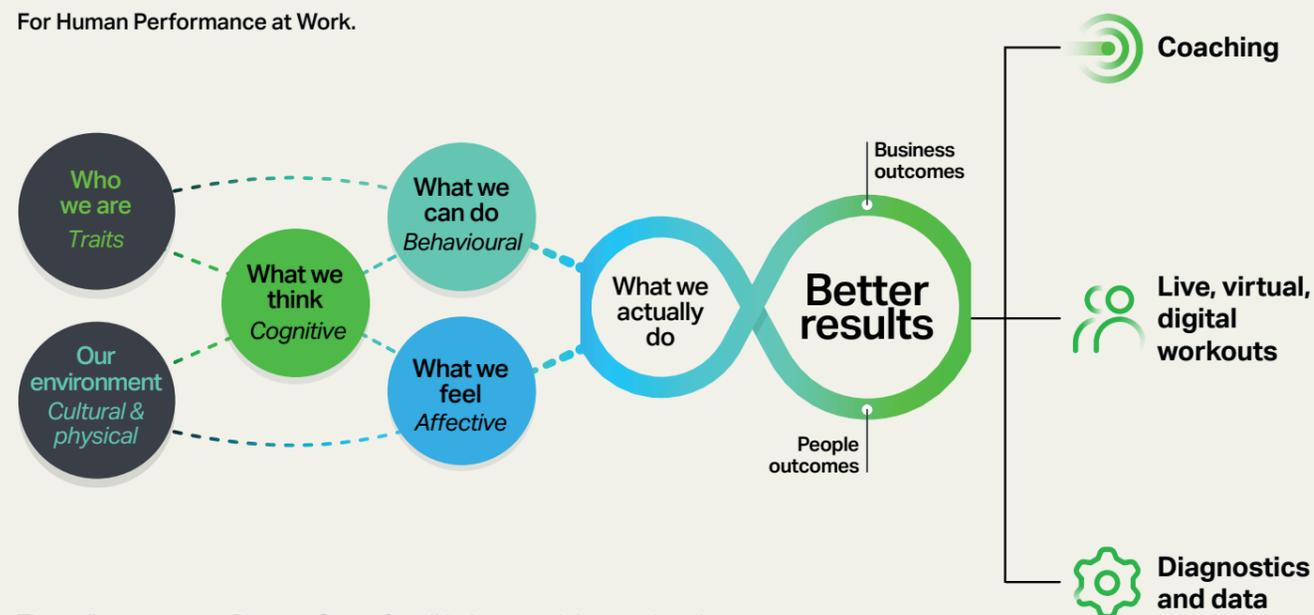 For Human Performance at Work.
Who
we are
Traits
Our
environment
Cultural &
physical
What we
think
Cognitive
What we
can do
Behavioural
What we
feel
Affective
What we
actually
do
Better
results
Business
outcomes
People
outcomes
Coaching
Live, virtual,
digital
workouts
Diagnostics
and data